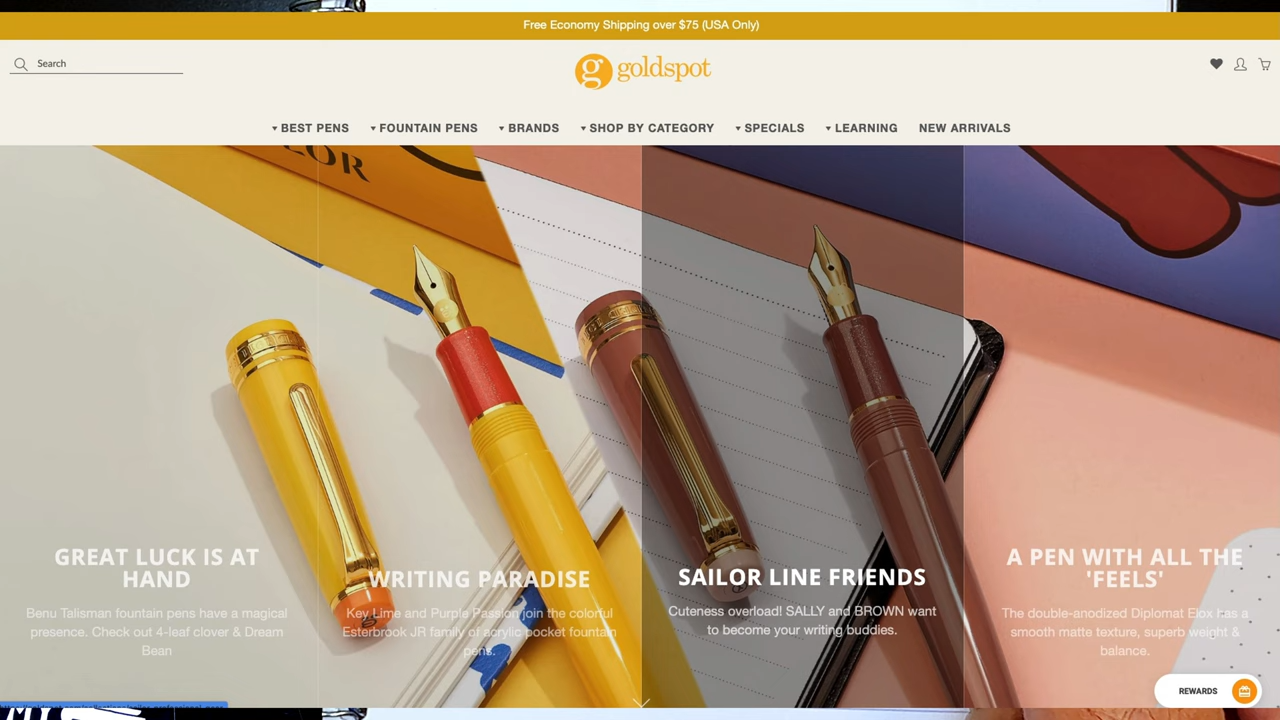 Free Economy Shipping over $75 (USA Only)
Search
g goldspot
BEST PENS
FOUNTAIN PENS
BRANDS
SHOP BY CATEGORY
SPECIALS
LEARNING
NEW ARRIVALS
LOR
GREAT LUCK IS AT
HAND
Benu Talisman fountain pens have a magical
presence. Check out 4-leaf clover & Dream
Bean
WRITING PARADISE
Key Lime and Purple Passion join the colorful
Esterbrook JR family of acrylic pocket fountain
pens.
SAILOR LINE FRIENDS
Cuteness overload! SALLY and BROWN want
to become your writing buddies.
A PEN WITH ALL THE
'FEELS'
The double-anodized Diplomat Elox has a
smooth matte texture, superb weight &
balance.
REWARDS